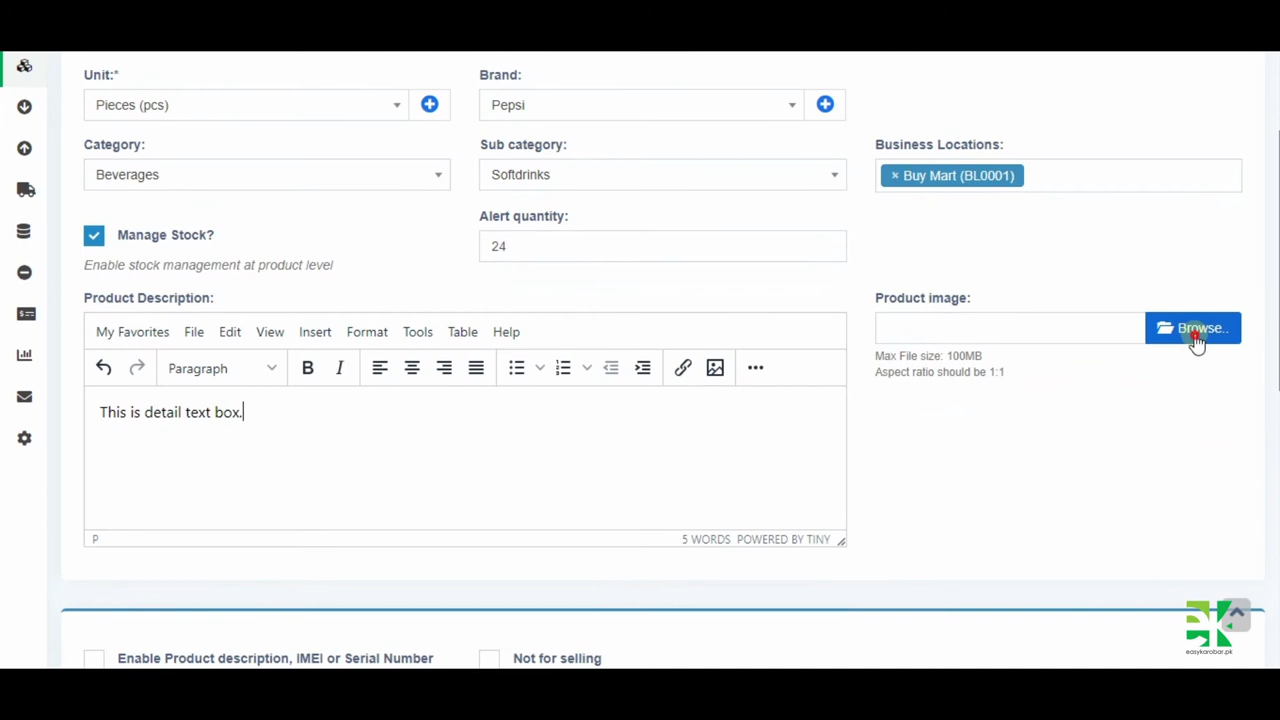 Unit:*
Brand:
Pieces (pcs)
Pepsi
Category:
Sub category:
Business Locations:
Beverages
Softdrinks
× Buy Mart (BL0001)
Alert quantity:
Manage Stock?
24
Enable stock management at product level
Product Description:
Product image:
My Favorites File Edit View Insert Format Tools Table Help
Browse..
Max File size: 100MB
Aspect ratio should be 1:1
Paragraph B I
This is detail text box.
P
5 WORDS POWERED BY TINY
Enable Product description, IMEI or Serial Number
Not for selling
easykarobar.pk